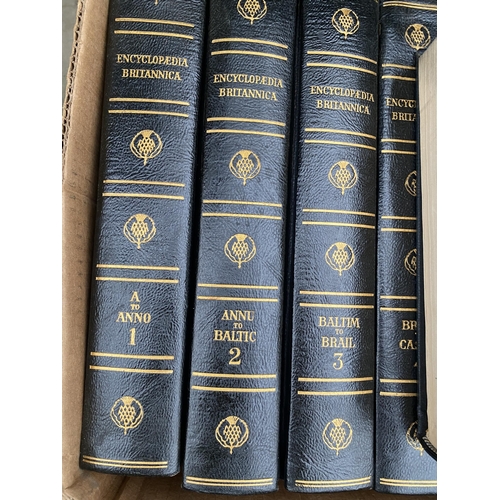 ENCYCLOPÆDIA
BRITANNICA
A
TO
ANNO
1
ENCYCLOPÆDIA
BRITANNICA
ANNU
TO
BALTIC
2
ENCYCLOPÆDIA
BRITANNICA
BALTIM
TO
BRAIL
3